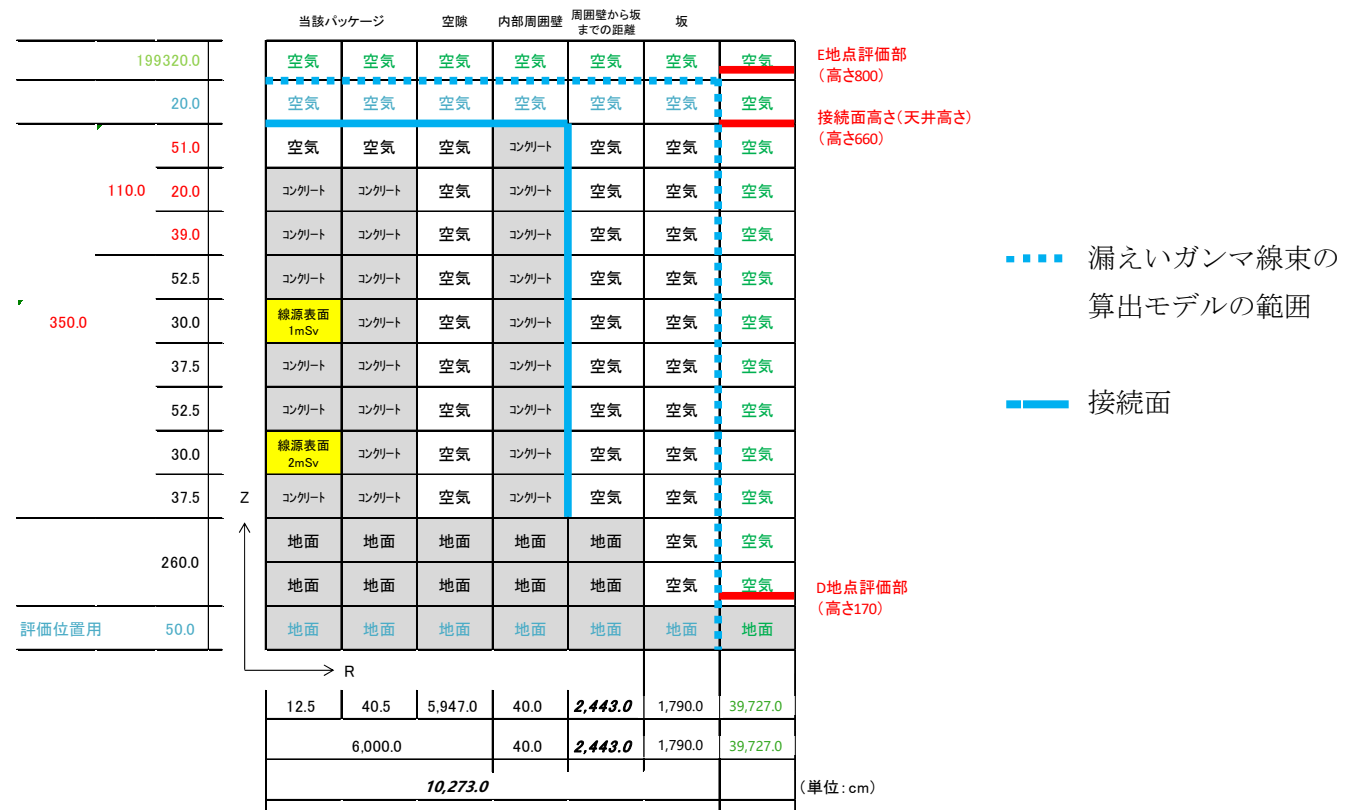 当該パッケージ 空隙 内部周囲壁 周囲壁から坂 坂
までの距離
199320.0 空気 空気 空気 空気 空気 空気 空気 E地点評価部
(高さ800)
20.0 空気 空気 空気 空気 空気 空気 空気 接続面高さ(天井高さ)
(高さ660)
51.0 空気 空気 空気 コンクリート 空気 空気 空気
110.0 20.0 コンクリート コンクリート 空気 コンクリート 空気 空気 空気
39.0 コンクリート コンクリート 空気 コンクリート 空気 空気 空気
52.5 コンクリート コンクリート 空気 コンクリート 空気 空気 空気
350.0 30.0 線源表面 コンクリート 空気 コンクリート 空気 空気 空気
1mSv
37.5 コンクリート コンクリート 空気 コンクリート 空気 空気 空気
52.5 コンクリート コンクリート 空気 コンクリート 空気 空気 空気
30.0 線源表面 コンクリート 空気 コンクリート 空気 空気 空気
2mSv
37.5 Z コンクリート コンクリート 空気 コンクリート 空気 空気 空気
260.0 地面 地面 地面 地面 地面 空気 空気
地面 地面 地面 地面 地面 空気 空気 D地点評価部
(高さ170)
評価位置用 50.0 地面 地面 地面 地面 地面 地面 地面
R
12.5 40.5 5,947.0 40.0 2,443.0 1,790.0 39,727.0
6,000.0 40.0 2,443.0 1,790.0 39,727.0
10,273.0 (単位:cm)
漏えいガンマ線束の
算出モデルの範囲
接続面